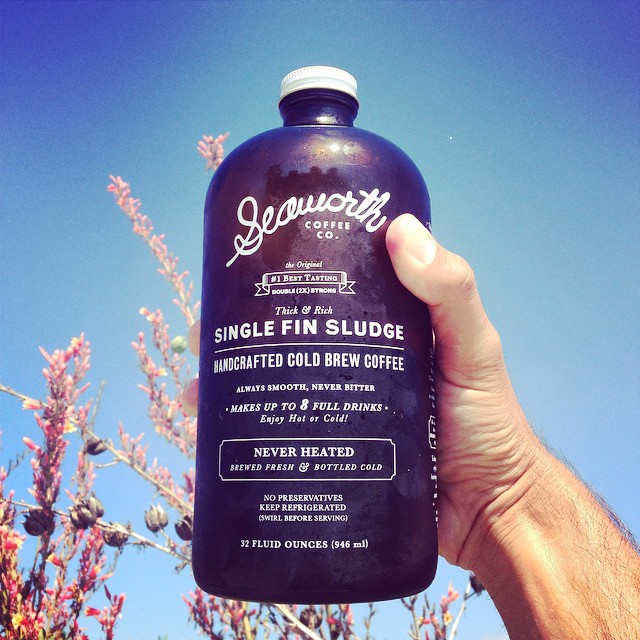 Seaworth
COFFEE
CO.
the Original
#1 BEST TASTING
DOUBLE (2X) STRONG
Thick & Rich
SINGLE FIN SLUDGE
HANDCRAFTED COLD BREW COFFEE
ALWAYS SMOOTH, NEVER BITTER
• MAKES UP TO 8 FULL DRINKS •
Enjoy Hot or Cold!
NEVER HEATED
BREWED FRESH & BOTTLED COLD
NO PRESERVATIVES
KEEP REFRIGERATED
(SWIRL BEFORE SERVING)
32 FLUID OUNCES (946 ml)